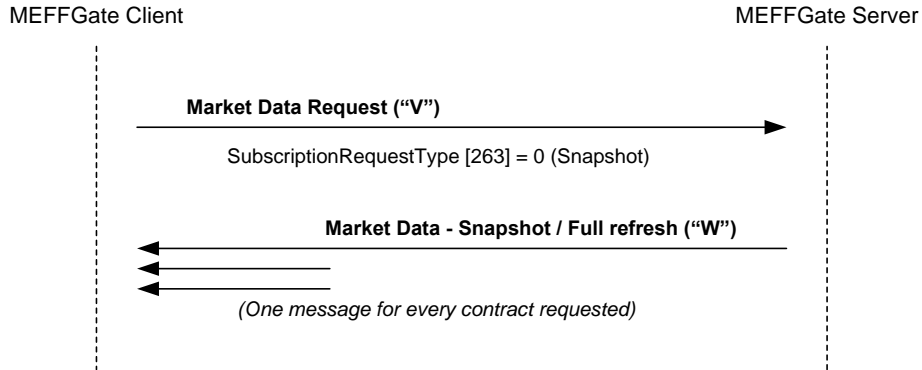 MEFFGate Client
MEFFGate Server
Market Data Request (“V”)
SubscriptionRequestType [263] = 0 (Snapshot)
Market Data - Snapshot / Full refresh (“W”)
(One message for every contract requested)